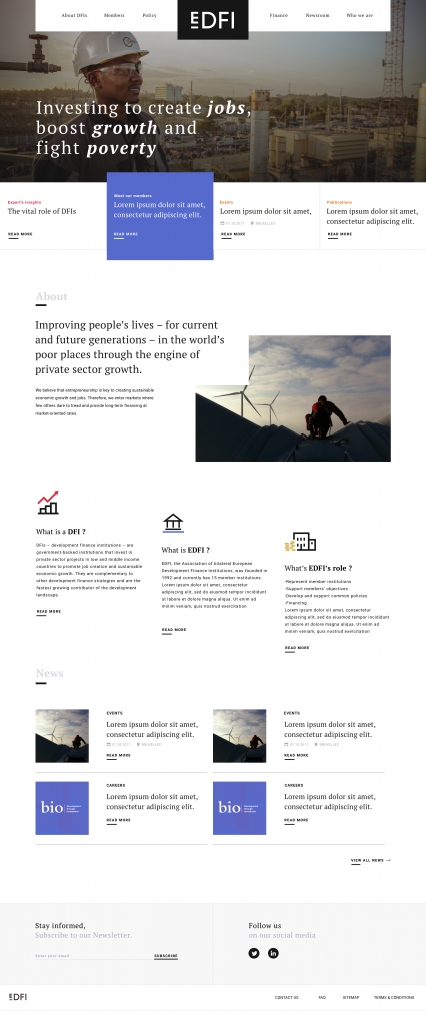 About DFIs
Members
Policy
EDFI
Finance
Newsroom
Who we are
Investing to create jobs,
boost growth and
fight poverty
Expert's insights
The vital role of DFIs
READ MORE
Meet our members
Lorem ipsum dolor sit amet,
consectetur adipiscing elit.
READ MORE
Events
Lorem ipsum dolor sit amet,
BRUXELLES
READ MORE
Publications
Lorem ipsum dolor sit amet,
consectetur adipiscing elit.
READ MORE
About
Improving people's lives – for current
and future generations – in the world's
poor places through the engine of
private sector growth.
We believe that entrepreneurship is key to creating sustainable
economic growth and jobs. Therefore, we enter markets where
few others dare to tread and provide long-term financing at
market-oriented rates.
What is a DFI ?
DFIs – development finance institutions – are
government-backed institutions that invest in
private sector projects in low and middle income
countries to promote job creation and sustainable
economic growth. They are complementary to
other development finance strategies and are the
fastest growing contributor of the development
landscape.
READ MORE
What is EDFI ?
EDFI, the Association of bilateral European
Development Finance Institutions, was founded in
1992 and currently has 15 member institutions.
Lorem ipsum dolor sit amet, consectetur adipiscing
elit, sed do eiusmod tempor incididunt ut labore
et dolore magna aliqua. Ut enim ad
minim veniam, quis nostrud exercitation
READ MORE
What's EDFI's role ?
-Represent member institutions
-Support members' objectives
-Develop and support common policies
-Financing
Lorem ipsum dolor sit amet, consectetur
adipiscing elit, sed do eiusmod tempor incididunt
ut labore et dolore magna aliqua. Ut enim ad
minim veniam, quis nostrud exercitation
READ MORE
News
EVENTS
Lorem ipsum dolor sit amet,
consectetur adipiscing elit.
BRUXELLES
READ MORE
EVENTS
Lorem ipsum dolor sit amet,
consectetur adipiscing elit.
BRUXELLES
READ MORE
bio
CAREERS
Lorem ipsum dolor sit amet,
consectetur adipiscing elit.
READ MORE
bio
CAREERS
Lorem ipsum dolor sit amet,
consectetur adipiscing elit.
READ MORE
VIEW ALL NEWS →
Stay informed,
Subscribe to our Newsletter.
Enter your email
SUBSCRIBE
Follow us
on our social media
in
EDFI
CONTACT US
FAQ
SITEMAP
TERMS & CONDITIONS